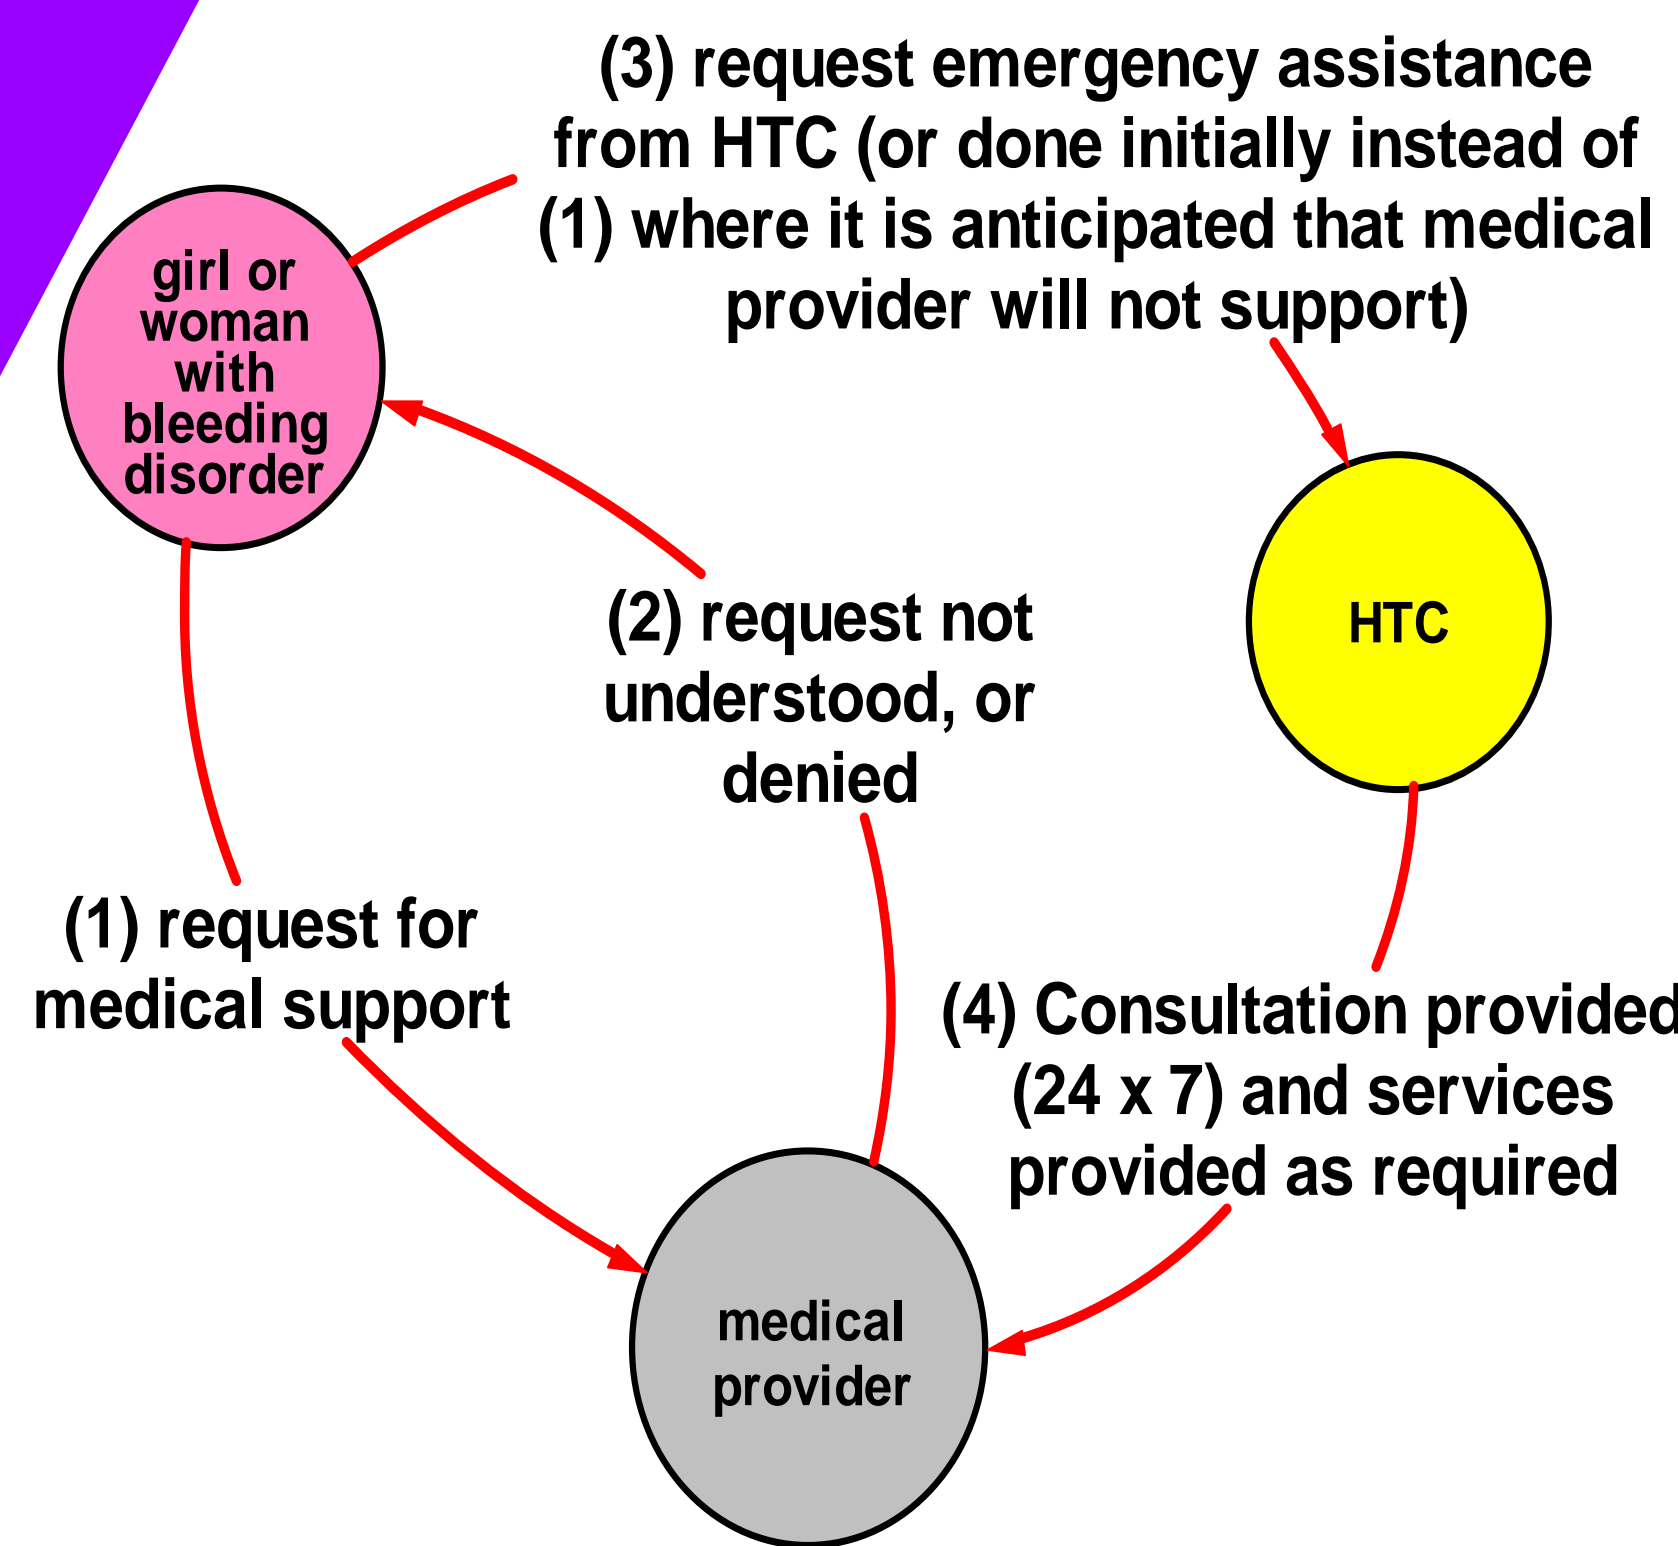 (3) request emergency assistance
from HTC (or done initially instead of
(1) where it is anticipated that medical
provider will not support)
girl or
woman
with
bleeding
disorder
(2) request not
understood, or
denied
HTC
(1) request for
medical support
(4) Consultation provided
(24 x 7) and services
provided as required
medical
provider